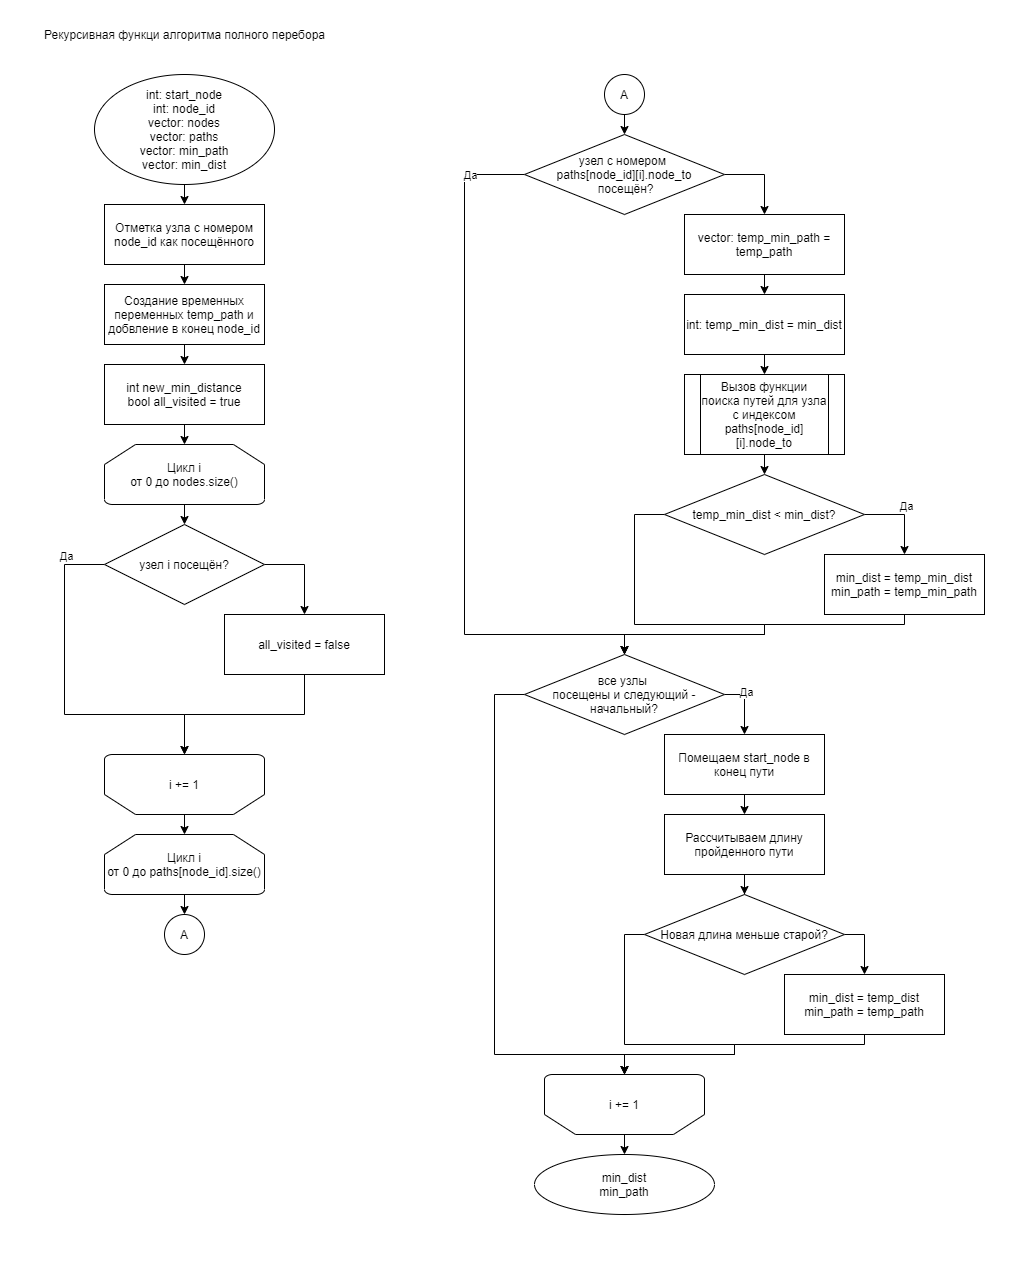 Рекурсивная функци алгоритма полного перебора
int: start_node
int: node_id
vector: nodes
vector: paths
vector: min_path
vector: min_dist
Отметка узла с номером
node_id как посещённого
Создание временных
переменных temp_path и
добвление в конец node_id
int new_min_distance
bool all_visited = true
Цикл i
от 0 до nodes.size()
Да
узел i посещён?
all_visited = false
i += 1
Цикл i
от 0 до paths[node_id].size()
A
A
Да
узел с номером
paths[node_id][i].node_to
посещён?
vector: temp_min_path =
temp_path
int: temp_min_dist = min_dist
Вызов функции
поиска путей для узла
с индексом
paths[node_id]
[i].node_to
temp_min_dist < min_dist?
Да
min_dist = temp_min_dist
min_path = temp_min_path
все узлы
посещены и следующий -
начальный?
Да
Помещаем start_node в
конец пути
Рассчитываем длину
пройденного пути
Новая длина меньше старой?
min_dist = temp_dist
min_path = temp_path
i += 1
min_dist
min_path